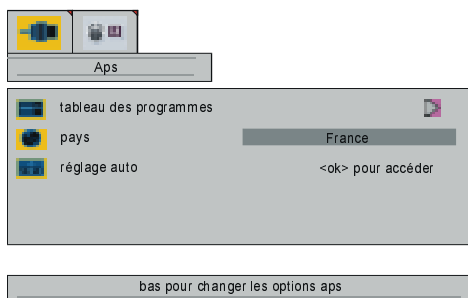 Aps
tableau des programmes
pays France
réglage auto <ok> pour accéder
bas pour changer les options aps